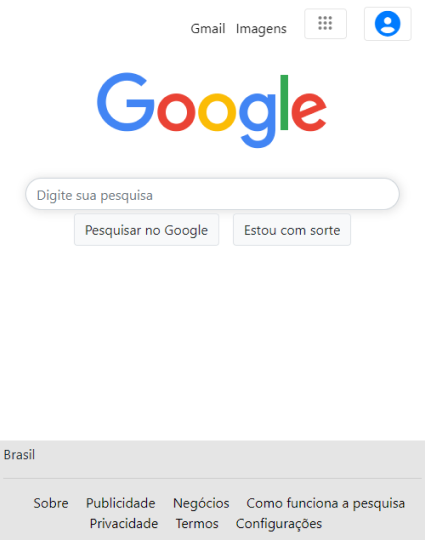 Gmail Imagens
Google
Digite sua pesquisa
Pesquisar no Google Estou com sorte
Brasil
Sobre Publicidade Negócios Como funciona a pesquisa
Privacidade Termos Configurações